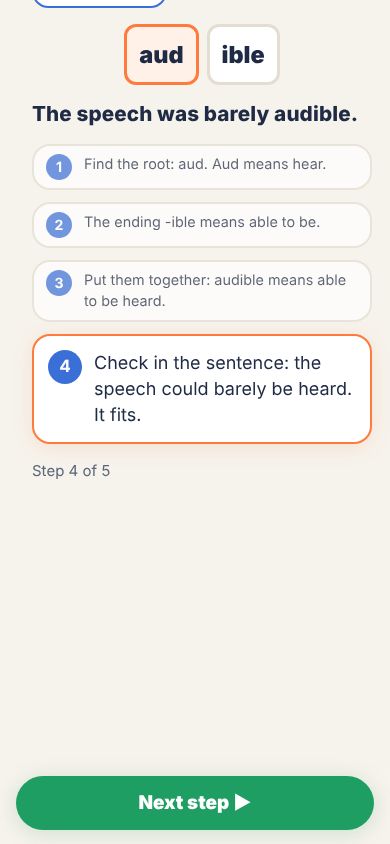 aud ible
The speech was barely audible.
1 Find the root: aud. Aud means hear.
2 The ending -ible means able to be.
3 Put them together: audible means able
to be heard.
4 Check in the sentence: the
speech could barely be heard.
It fits.
Step 4 of 5
Next step ▶